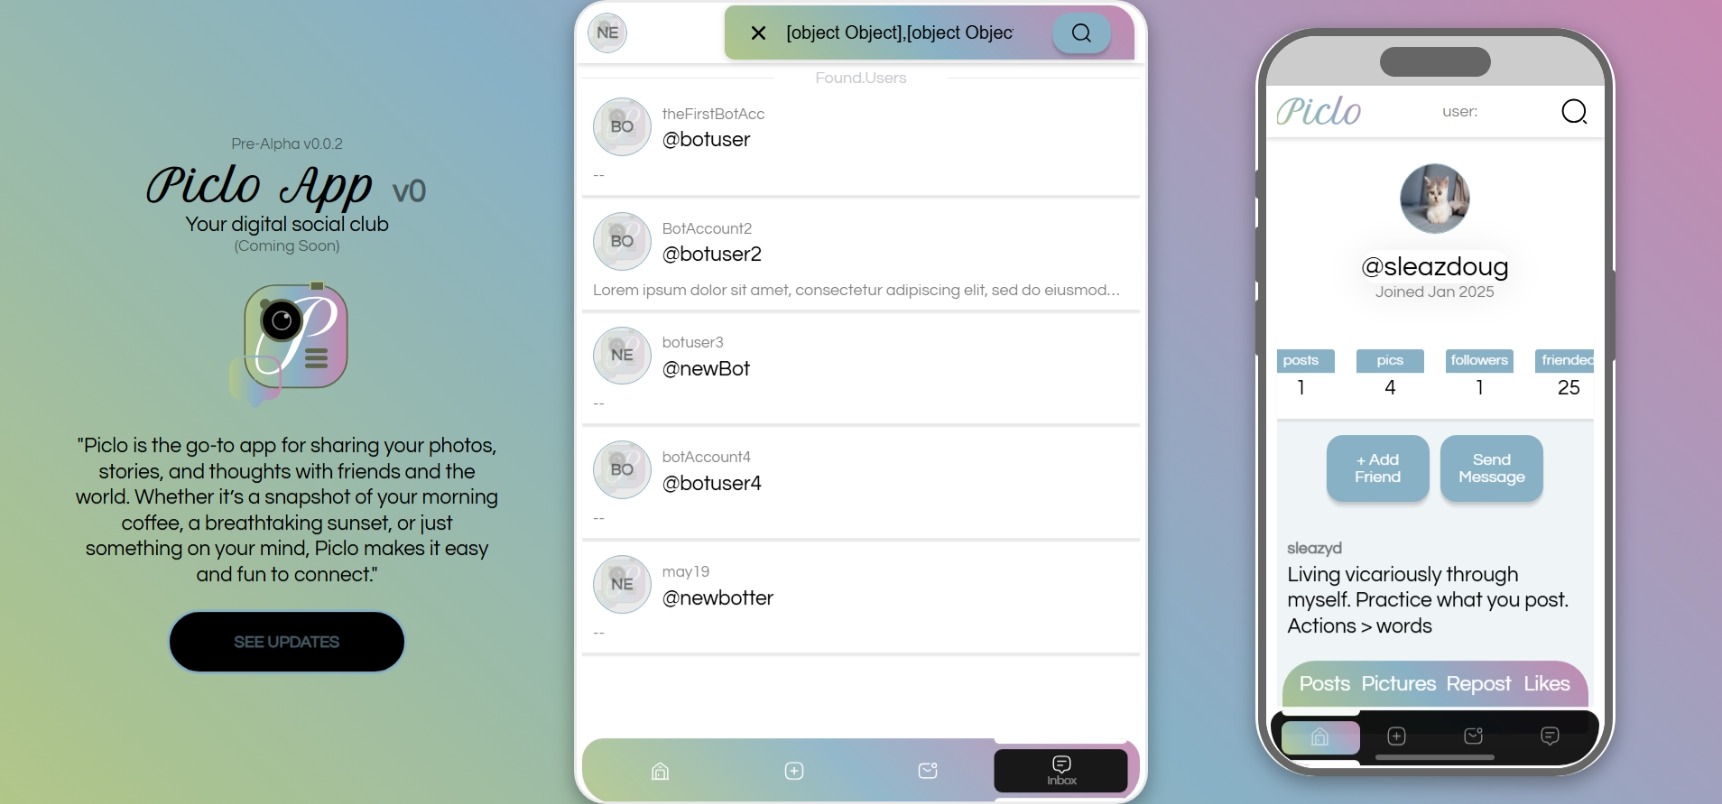 Pre-Alpha v0.0.2
Piclo App v0
Your digital social club
(Coming Soon)
P
"Piclo is the go-to app for sharing your photos,
stories, and thoughts with friends and the
world. Whether it's a snapshot of your morning
coffee, a breathtaking sunset, or just
something on your mind, Piclo makes it easy
and fun to connect."
SEE UPDATES
NE
[object Object],[object Objec
Found.Users
BO
theFirstBotAcc
@botuser
--
BO
BotAccount2
@botuser2
Lorem ipsum dolor sit amet, consectetur adipiscing elit, sed do eiusmod...
NE
botuser3
@newBot
--
BO
botAccount4
@botuser4
--
NE
may19
@newbotter
--
Inbox
Piclo
user:
@sleazdoug
Joined Jan 2025
posts pics followers friended
1 4 1 25
+ Add
Friend
Send
Message
sleazyd
Living vicariously through
myself. Practice what you post.
Actions > words
Posts Pictures Repost Likes